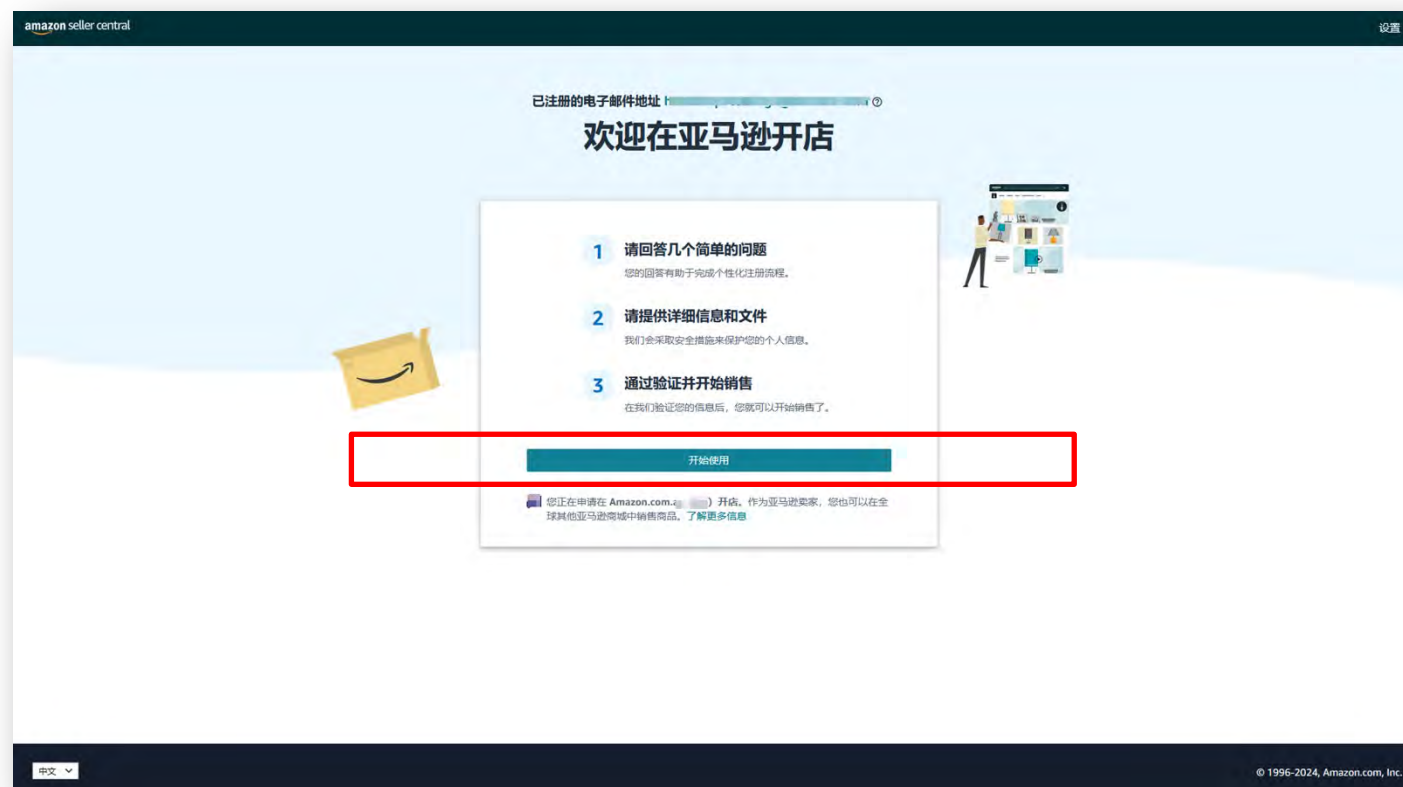 amazon seller central
设置
已注册的电子邮件地址
欢迎在亚马逊开店
1 请回答几个简单的问题
您的回答有助于完成个性化注册流程。
2 请提供详细信息和文件
我们会采取安全措施来保护您的个人信息。
3 通过验证并开始销售
在我们验证您的信息后，您就可以开始销售了。
开始使用
您正在申请在 Amazon.com. ）开店。作为亚马逊卖家，您也可以在全
球其他亚马逊商城中销售商品。了解更多信息
中文
© 1996-2024, Amazon.com, Inc.